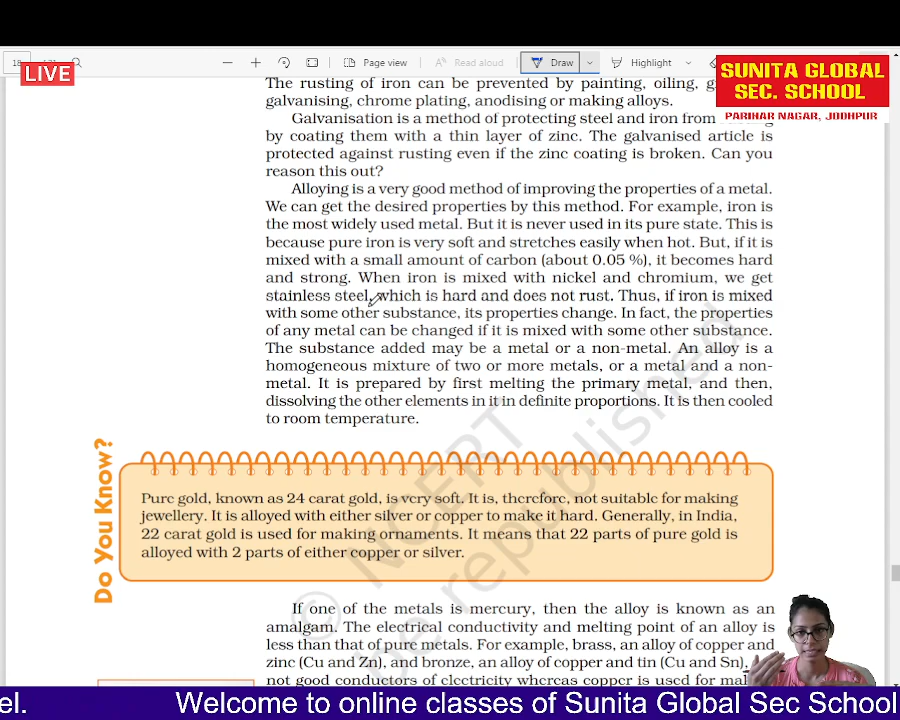 18
Page view
Read aloud
Draw
Highlight
LIVE
SUNITA GLOBAL
SEC. SCHOOL
PARIHAR NAGAR, JODHPUR
The rusting of iron can be prevented by painting, oiling,
galvanising, chrome plating, anodising or making alloys.
Galvanisation is a method of protecting steel and iron from
by coating them with a thin layer of zinc. The galvanised article is
protected against rusting even if the zinc coating is broken. Can you
reason this out?
Alloying is a very good method of improving the properties of a metal.
We can get the desired properties by this method. For example, iron is
the most widely used metal. But it is never used in its pure state. This is
because pure iron is very soft and stretches easily when hot. But, if it is
mixed with a small amount of carbon (about 0.05 %), it becomes hard
and strong. When iron is mixed with nickel and chromium, we get
stainless steel, which is hard and does not rust. Thus, if iron is mixed
with some other substance, its properties change. In fact, the properties
of any metal can be changed if it is mixed with some other substance.
The substance added may be a metal or a non-metal. An alloy is a
homogeneous mixture of two or more metals, or a metal and a non-
metal. It is prepared by first melting the primary metal, and then,
dissolving the other elements in it in definite proportions. It is then cooled
to room temperature.
Do You Know?
Pure gold, known as 24 carat gold, is very soft. It is, therefore, not suitable for making
jewellery. It is alloyed with either silver or copper to make it hard. Generally, in India,
22 carat gold is used for making ornaments. It means that 22 parts of pure gold is
alloyed with 2 parts of either copper or silver.
If one of the metals is mercury, then the alloy is known as an
amalgam. The electrical conductivity and melting point of an alloy is
less than that of pure metals. For example, brass, an alloy of copper and
zinc (Cu and Zn), and bronze, an alloy of copper and tin (Cu and Sn),
not good conductors of electricity whereas copper is used for
© NCERT
be republished
el. Welcome to online classes of Sunita Global Sec School